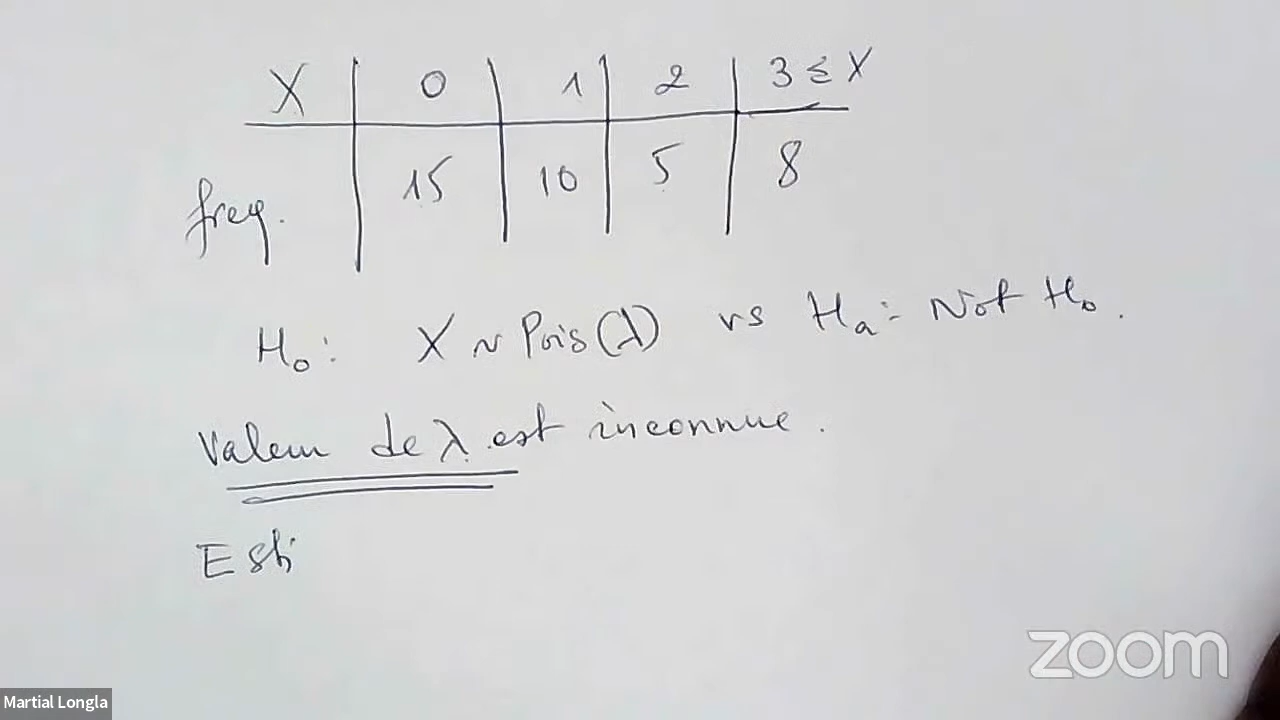 X 0 1 2 3 ≤ X
freq. 15 10 5 8
H₀: X ~ Pois(λ) vs Hₐ: Not H₀.
Valeur de λ est inconnue.
Esti
zoom
Martial Longla